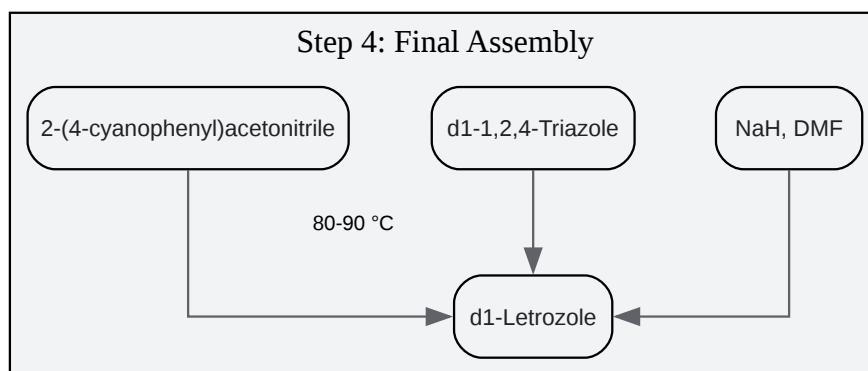 Step 4: Final Assembly
2-(4-cyanophenyl)acetonitrile
d1-1,2,4-Triazole
NaH, DMF
80-90 °C
d1-Letrozole